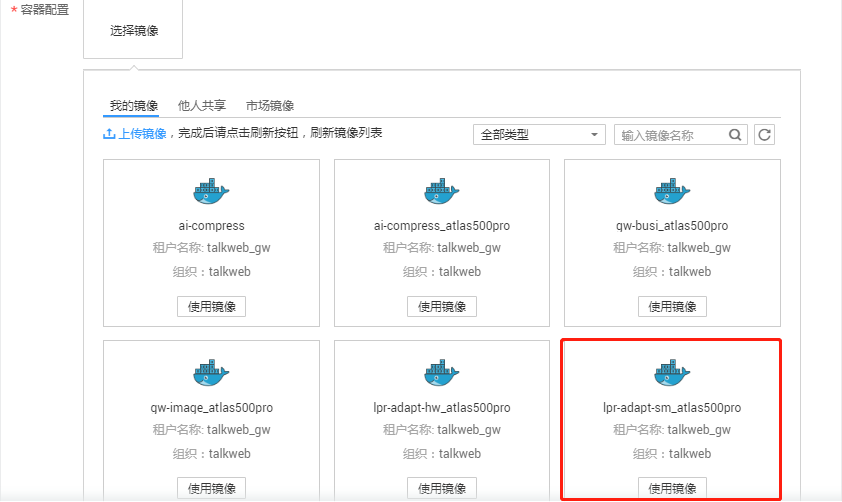 * 容器配置
选择镜像
我的镜像 他人共享 市场镜像
上传镜像，完成后请点击刷新按钮，刷新镜像列表 全部类型 输入镜像名称
ai-compress
租户名称: talkweb_gw
组织：talkweb
使用镜像
ai-compress_atlas500pro
租户名称: talkweb_gw
组织：talkweb
使用镜像
qw-busi_atlas500pro
租户名称: talkweb_gw
组织：talkweb
使用镜像
qw-imaqe_atlas500pro
租户名称: talkweb_gw
组织：talkweb
使用镜像
lpr-adapt-hw_atlas500pro
租户名称: talkweb_gw
组织：talkweb
使用镜像
lpr-adapt-sm_atlas500pro
租户名称: talkweb_gw
组织：talkweb
使用镜像